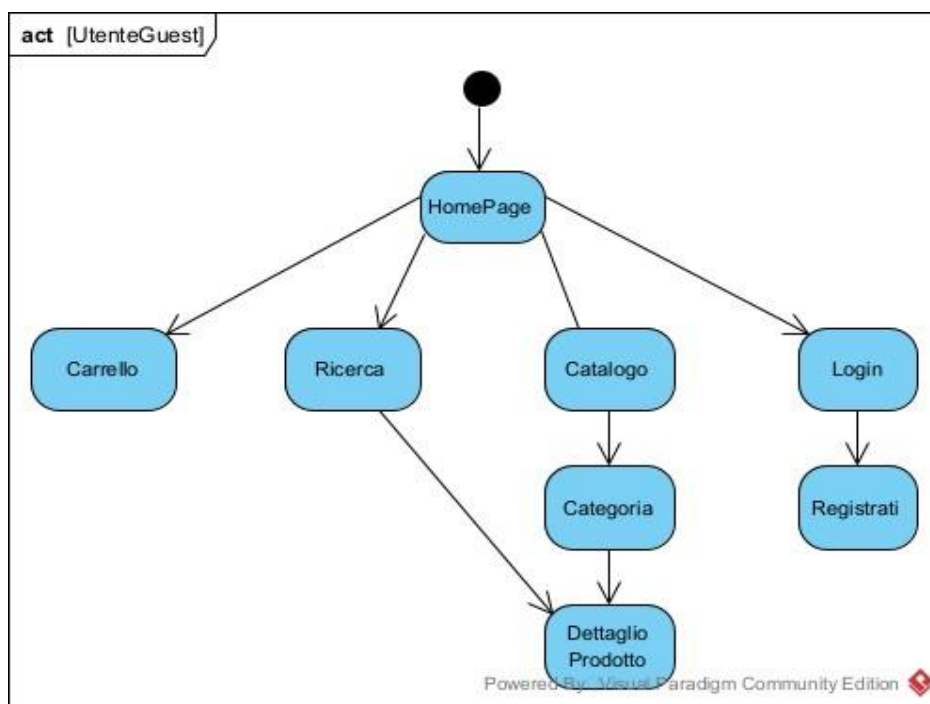 act [UtenteGuest]
HomePage
Carrello
Ricerca
Catalogo
Login
Categoria
Registrati
Dettaglio
Prodotto
Powered By Visual Paradigm Community Edition